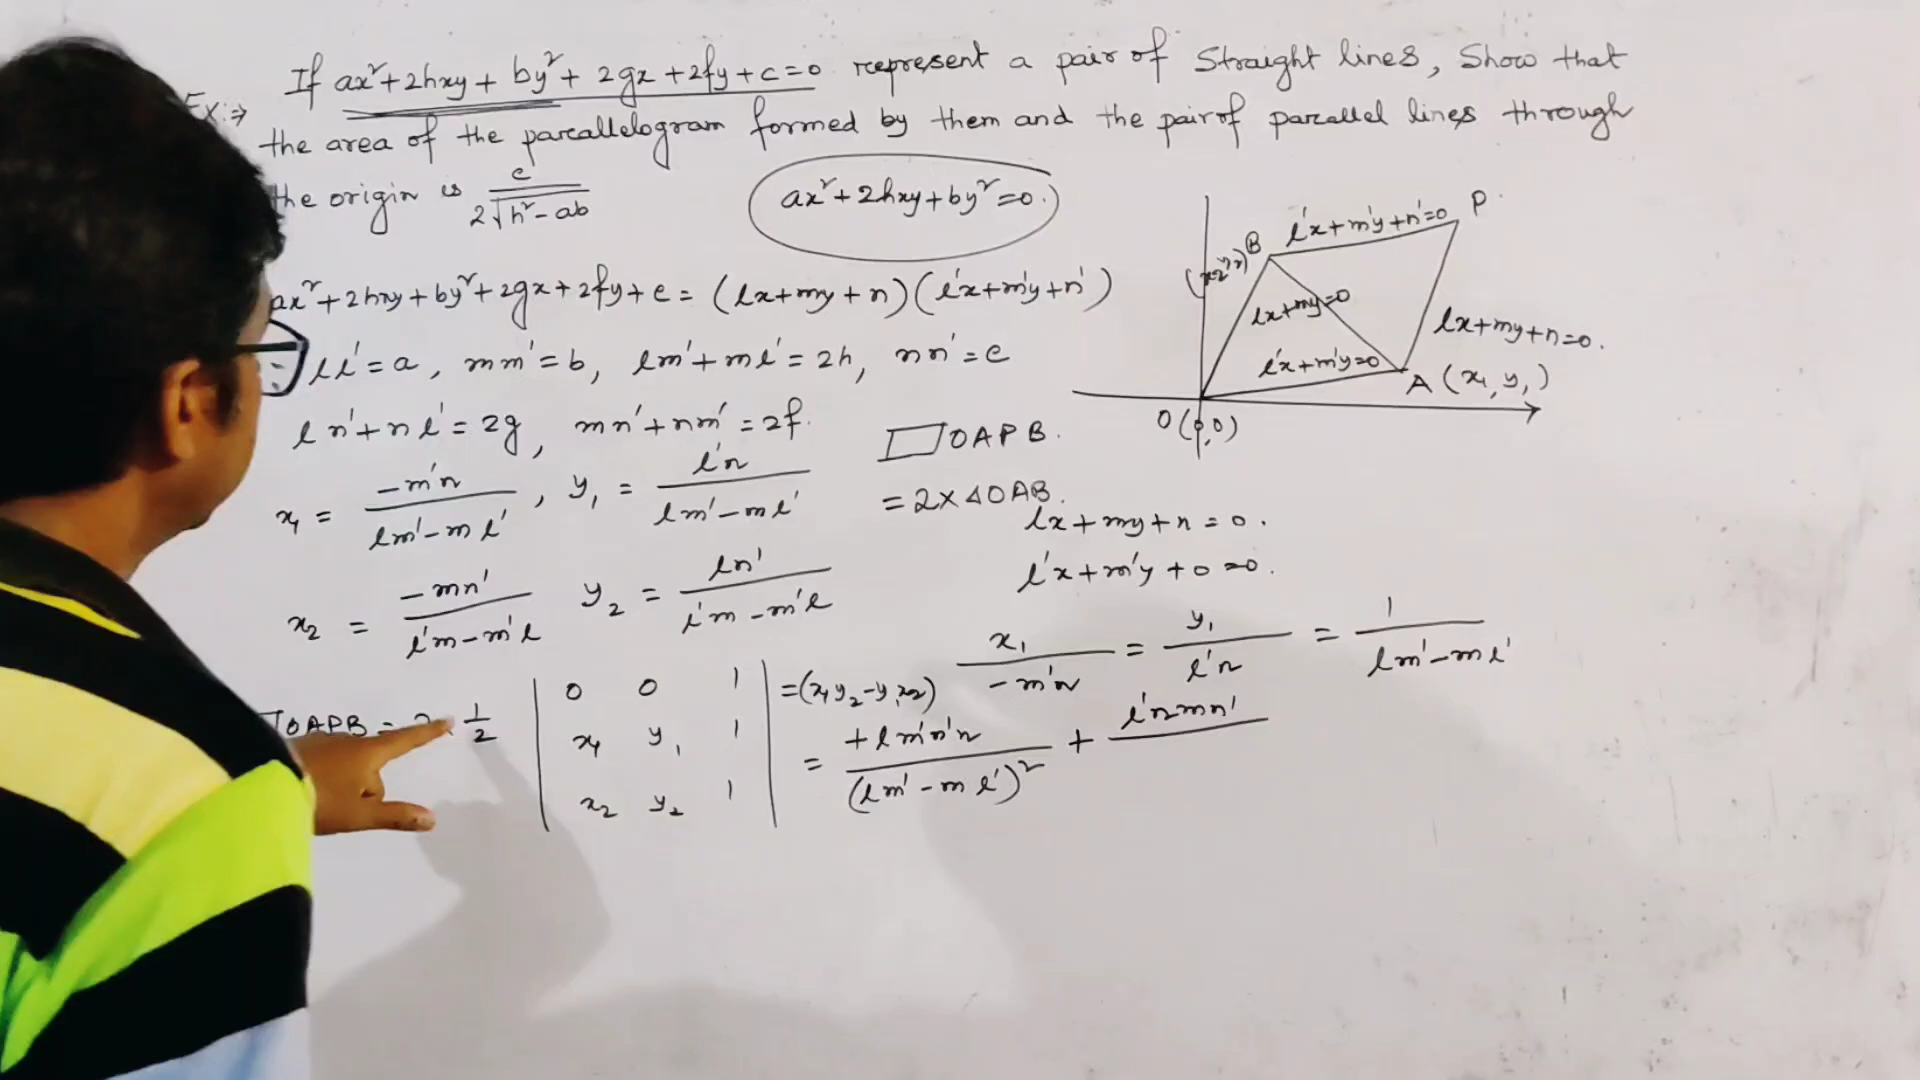 Ex:→ If ax²+2hxy+by²+2gx+2fy+c=0 represent a pair of straight lines, show that
the area of the parallelogram formed by them and the pair of parallel lines through
the origin is c/(2√(h²-ab))
ax²+2hxy+by²=0.
ax²+2hxy+by²+2gx+2fy+c = (lx+my+n)(l'x+m'y+n')
ll'=a, mm'=b, lm'+ml'=2h, nn'=c
ln'+nl'=2g, mn'+nm'=2f.
x₁ = -m'n/(lm'-ml'), y₁ = l'n/(lm'-ml')
x₂ = -mn'/(l'm-m'l) y₂ = ln'/(l'm-m'l)
▱OAPB = 2 1/2 |0 0 1
x₁ y₁ 1
x₂ y₂ 1| =(x₁y₂-y₁x₂)
= +lm'n'n/(lm'-ml')² + l'nmn'
▱OAPB.
=2×ΔOAB.
lx+my+n=0.
l'x+m'y+0=0.
x₁/-m'n = y₁/l'n = 1/(lm'-ml')
l'x+m'y+n'=0 P
B
lx+my=0
lx+my+n=0.
l'x+m'y=0
A (x₁,y₁)
O(0,0)